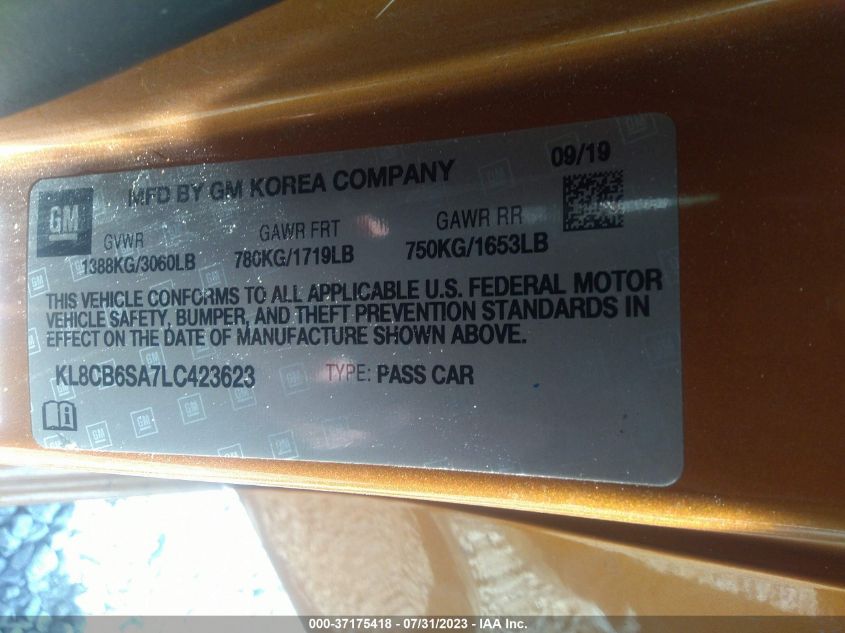 09/19
MFD BY GM KOREA COMPANY
GM
GVWR GAWR FRT GAWR RR
1388KG/3060LB 780KG/1719LB 750KG/1653LB
THIS VEHICLE CONFORMS TO ALL APPLICABLE U.S. FEDERAL MOTOR
VEHICLE SAFETY, BUMPER, AND THEFT PREVENTION STANDARDS IN
EFFECT ON THE DATE OF MANUFACTURE SHOWN ABOVE.
KL8CB6SA7LC423623 TYPE: PASS CAR
000-37175418 - 07/31/2023 - IAA Inc.